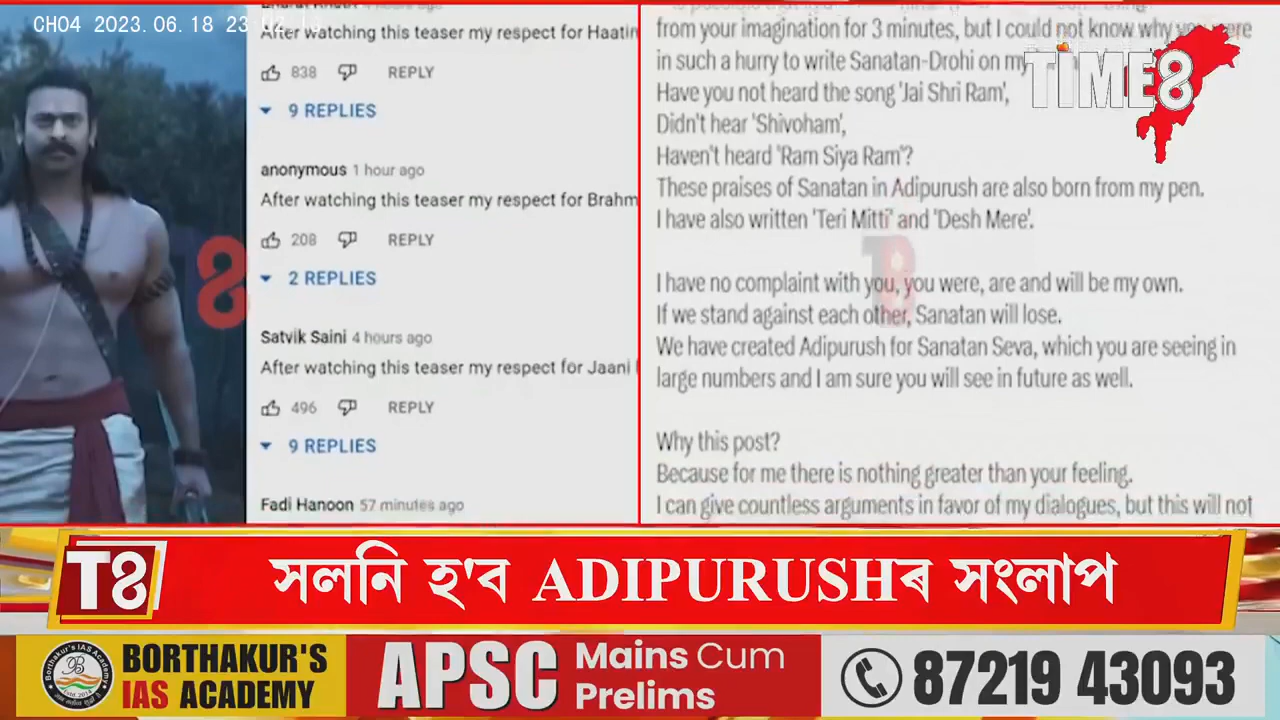 CH04 2023.06.18
After watching this teaser my respect for Haatim
838 REPLY
9 REPLIES
anonymous 1 hour ago
After watching this teaser my respect for Brahm
208 REPLY
2 REPLIES
Satvik Saini 4 hours ago
After watching this teaser my respect for Jaani
496 REPLY
9 REPLIES
Fadi Hanoon 57 minutes ago
from your imagination for 3 minutes, but I could not know why you were
in such a hurry to write Sanatan-Drohi on my
Have you not heard the song 'Jai Shri Ram',
Didn't hear 'Shivoham',
Haven't heard 'Ram Siya Ram'?
These praises of Sanatan in Adipurush are also born from my pen.
I have also written 'Teri Mitti' and 'Desh Mere'.
I have no complaint with you, you were, are and will be my own.
If we stand against each other, Sanatan will lose.
We have created Adipurush for Sanatan Seva, which you are seeing in
large numbers and I am sure you will see in future as well.
Why this post?
Because for me there is nothing greater than your feeling.
I can give countless arguments in favor of my dialogues, but this will not
TIME8
8
T8
T8
সলনি হ'ব ADIPURUSHৰ সংলাপ
BORTHAKUR'S
IAS ACADEMY
APSC
Mains Cum
Prelims
87219 43093